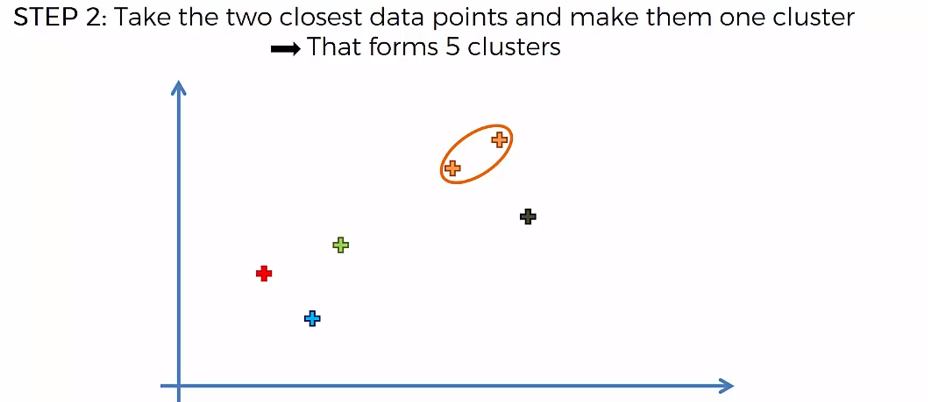 STEP 2: Take the two closest data points and make them one cluster
➡ That forms 5 clusters